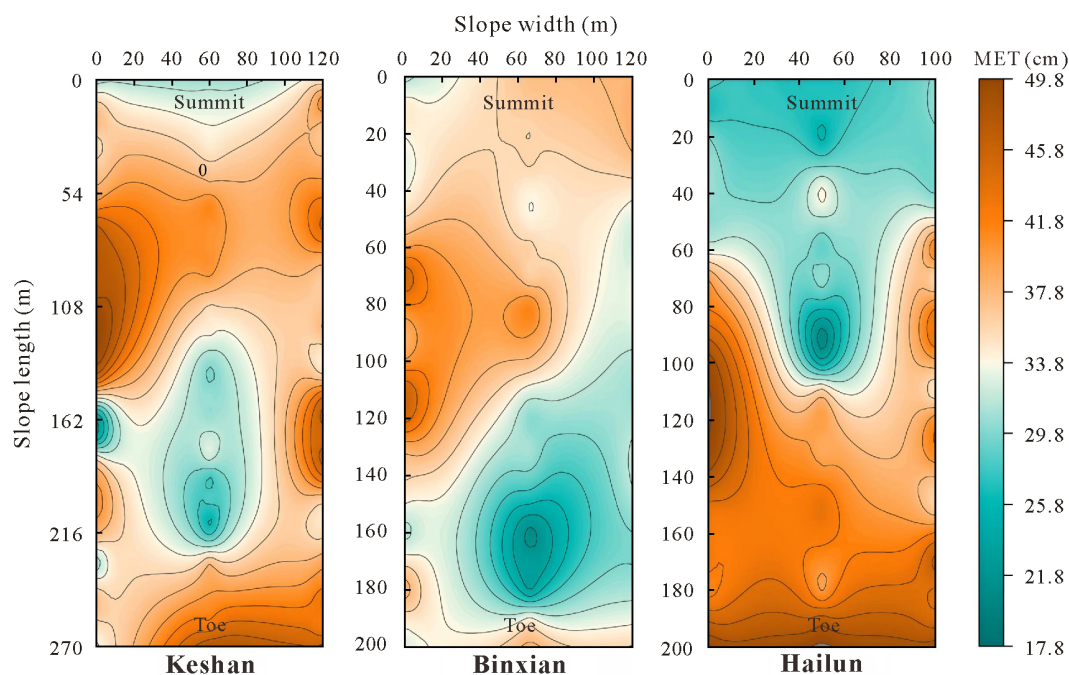 Slope width (m)
0 20 40 60 80 100 120
0 20 40 60 80 100 120
0 20 40 60 80 100
MET (cm)
Slope length (m)
0
54
108
162
216
270
Summit
0
Toe
Keshan
0
20
40
60
80
100
120
140
160
180
200
Summit
Toe
Binxian
0
20
40
60
80
100
120
140
160
180
200
Summit
Toe
Hailun
49.8
45.8
41.8
37.8
33.8
29.8
25.8
21.8
17.8